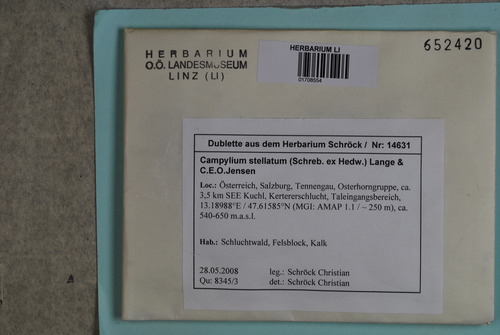 HERBARIUM
O.Ö. LANDESMUSEUM
LINZ (LI)
HERBARIUM LI
01708554
652420
Dublette aus dem Herbarium Schröck / Nr: 14631
Campylium stellatum (Schreb. ex Hedw.) Lange &
C.E.O.Jensen
Loc.: Österreich, Salzburg, Tennengau, Osterhorngruppe, ca.
3,5 km SEE Kuchl, Kertererschlucht, Taleingangsbereich,
13.18988°E / 47.61585°N (MGI: AMAP 1.1 / ~ 250 m), ca.
540-650 m.a.s.l.
Hab.: Schluchtwald, Felsblock, Kalk
28.05.2008 leg.: Schröck Christian
Qu: 8345/3 det.: Schröck Christian